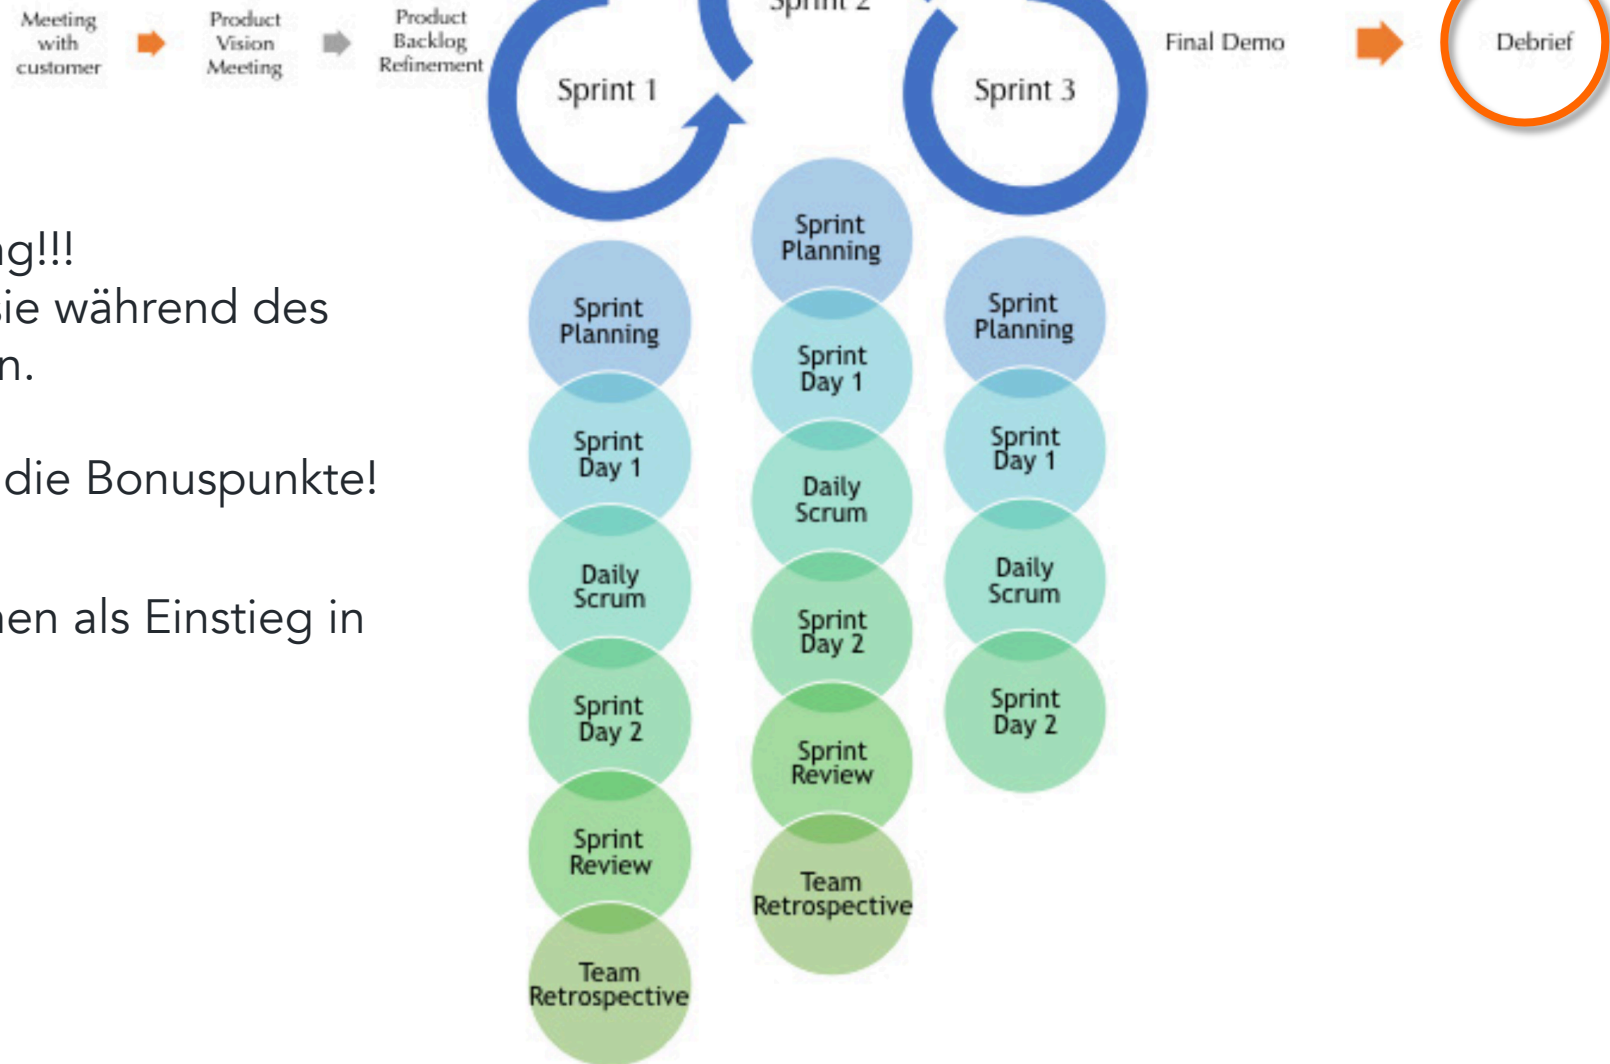 Meeting
with
customer
Product
Vision
Meeting
Product
Backlog
Refinement
Sprint 1
Sprint 2
Sprint 3
Final Demo
Debrief
!!!
sie während des
die Bonuspunkte!
als Einstieg in
Sprint
Planning
Sprint
Day 1
Daily
Scrum
Sprint
Day 2
Sprint
Review
Team
Retrospective
Sprint
Planning
Sprint
Day 1
Daily
Scrum
Sprint
Day 2
Sprint
Review
Team
Retrospective
Sprint
Planning
Sprint
Day 1
Daily
Scrum
Sprint
Day 2